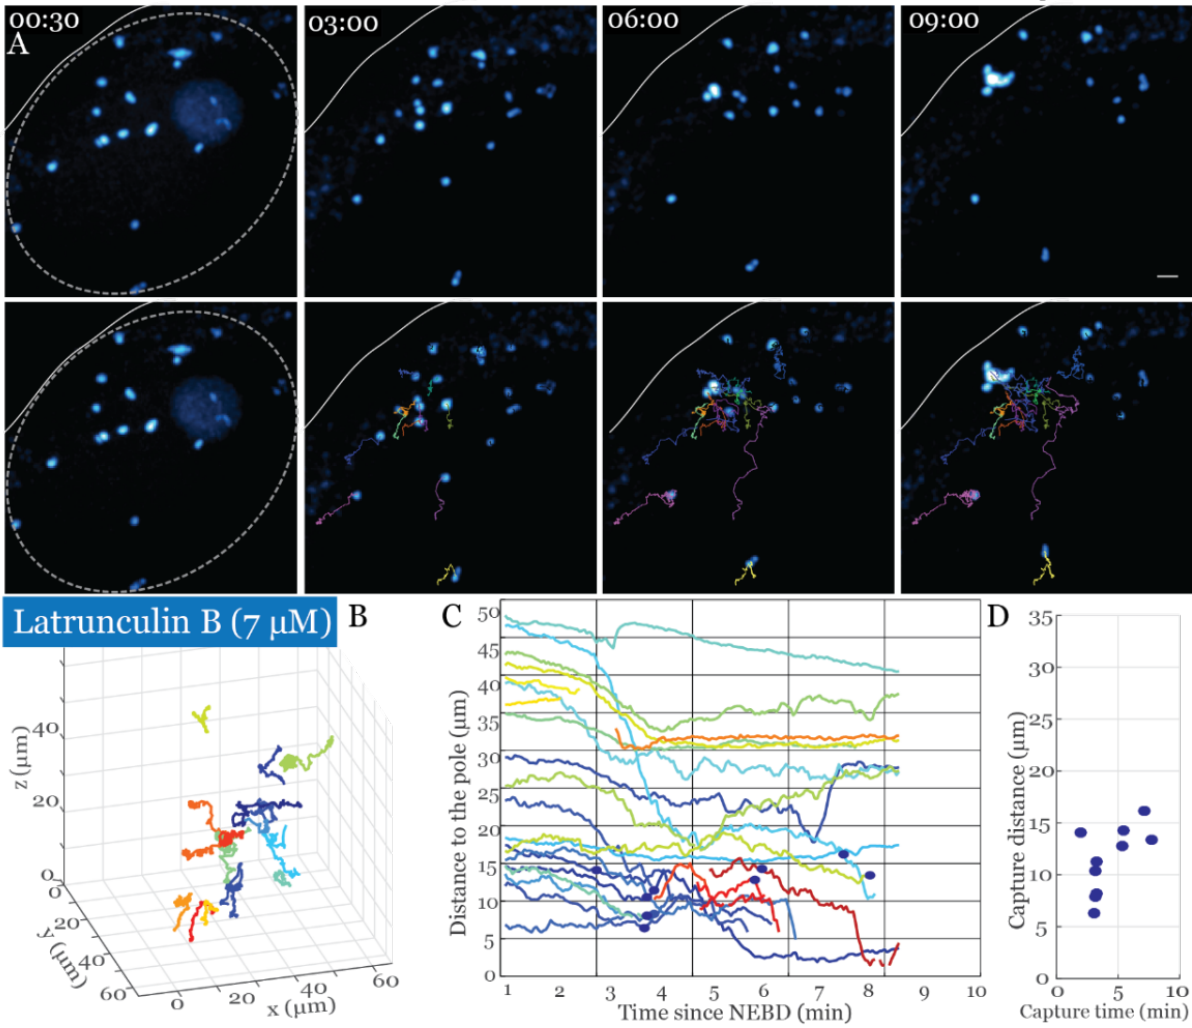 00:30
03:00
06:00
09:00
A
Latrunculin B (7 μM)
B
z (μm)
40
20
0
0
20
40
60
y (μm)
0
20
40
60
x (μm)
C
Distance to the pole (μm)
50
45
40
35
30
25
20
15
10
5
0
1 2 3 4 5 6 7 8 9 10
Time since NEBD (min)
D
Capture distance (μm)
35
30
25
20
15
10
5
0
0 5 10
Capture time (min)